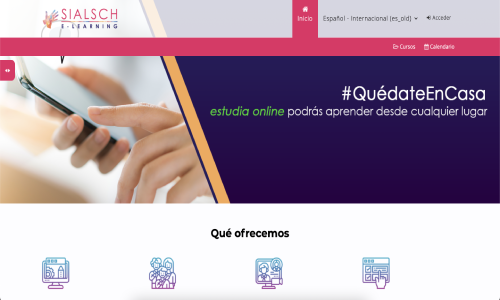 SIALSCH
E-LEARNING
Inicio
Español - Internacional (es_old)
Acceder
Cursos
Calendario
#QuédateEnCasa
estudia online podrás aprender desde cualquier lugar
Qué ofrecemos